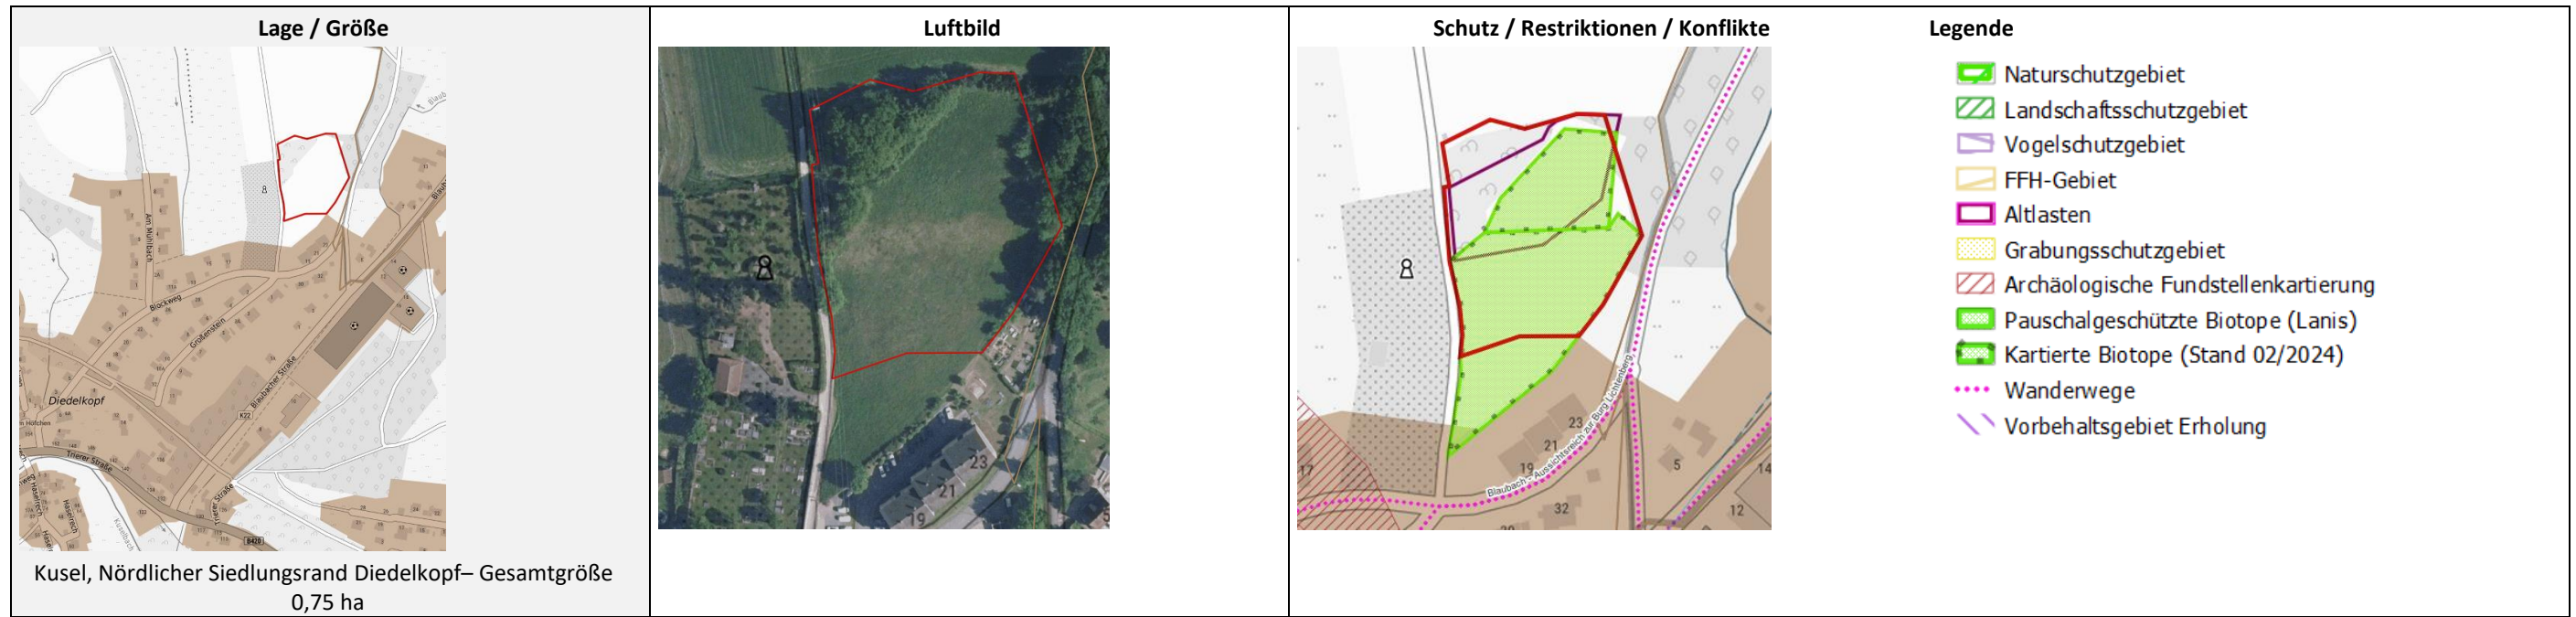 Lage / Größe
Am Mühlbach
Blockweg
Großenstein
Blaubacher Straße
K22
Diedelkopf
Trierer Straße
Trierer Straße
Haselrech
Kuselbach
B420
Kusel, Nördlicher Siedlungsrand Diedelkopf– Gesamtgröße
0,75 ha
Luftbild
23
21
19
Schutz / Restriktionen / Konflikte
23
21
19
17
32
5
14
12
Blaubach - Aussichtsreich zur Burg Lichtenberg
Legende
Naturschutzgebiet
Landschaftsschutzgebiet
Vogelschutzgebiet
FFH-Gebiet
Altlasten
Grabungsschutzgebiet
Archäologische Fundstellenkartierung
Pauschalgeschützte Biotope (Lanis)
Kartierte Biotope (Stand 02/2024)
Wanderwege
Vorbehaltsgebiet Erholung